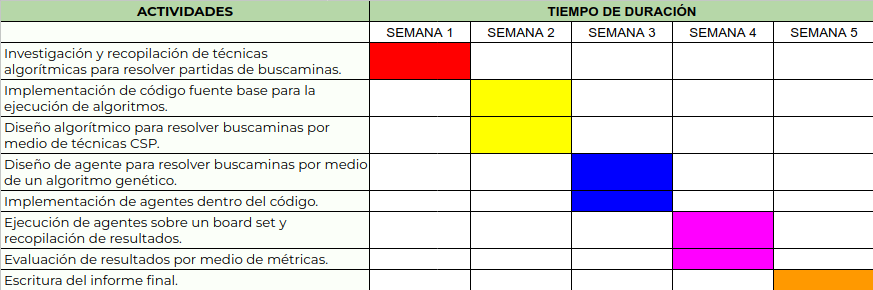 ACTIVIDADES
TIEMPO DE DURACIÓN
SEMANA 1
SEMANA 2
SEMANA 3
SEMANA 4
SEMANA 5
Investigación y recopilación de técnicas
algorítmicas para resolver partidas de buscaminas.
Implementación de código fuente base para la
ejecución de algoritmos.
Diseño algorítmico para resolver buscaminas por
medio de técnicas CSP.
Diseño de agente para resolver buscaminas por medio
de un algoritmo genético.
Implementación de agentes dentro del código.
Ejecución de agentes sobre un board set y
recopilación de resultados.
Evaluación de resultados por medio de métricas.
Escritura del informe final.